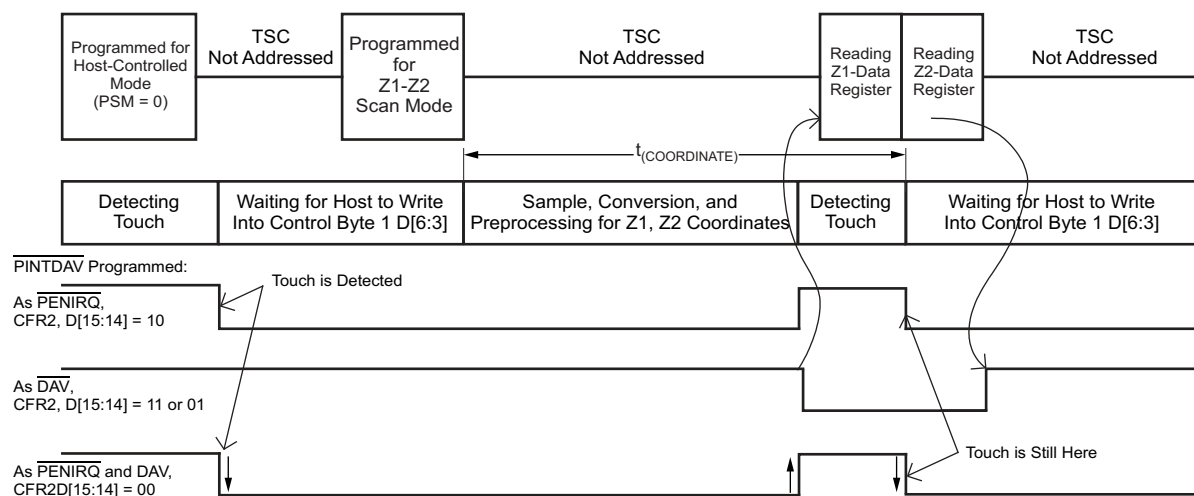 Programmed for
Host-Controlled
Mode
(PSM = 0)
TSC
Not Addressed
Programmed
for
Z1-Z2
Scan Mode
TSC
Not Addressed
Reading
Z1-Data
Register
Reading
Z2-Data
Register
TSC
Not Addressed
t(COORDINATE)
Detecting
Touch
Waiting for Host to Write
Into Control Byte 1 D[6:3]
Sample, Conversion, and
Preprocessing for Z1, Z2 Coordinates
Detecting
Touch
Waiting for Host to Write
Into Control Byte 1 D[6:3]
PINTDAV Programmed:
Touch is Detected
As PENIRQ,
CFR2, D[15:14] = 10
As DAV,
CFR2, D[15:14] = 11 or 01
As PENIRQ and DAV,
CFR2D[15:14] = 00
Touch is Still Here